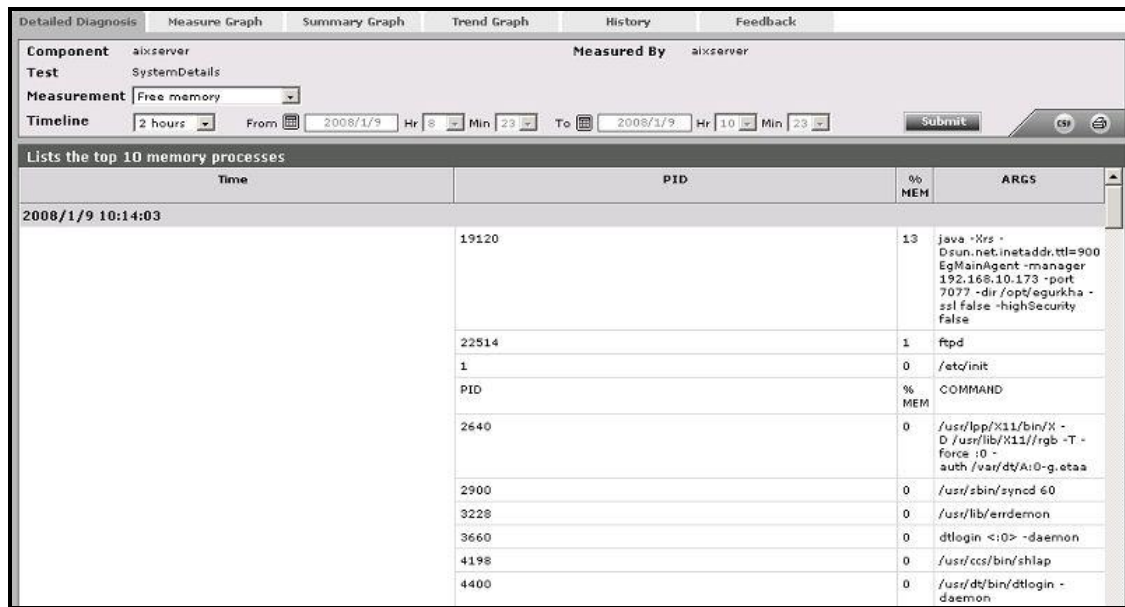 Detailed Diagnosis Measure Graph Summary Graph Trend Graph History Feedback
Component aixserver Measured By aixserver
Test SystemDetails
Measurement Free memory
Timeline 2 hours From 2008/1/9 Hr 8 Min 23 To 2008/1/9 Hr 10 Min 23 Submit CSV
Lists the top 10 memory processes
Time PID % MEM ARGS
2008/1/9 10:14:03
19120 13 java -Xrs -
Dsun.net.inetaddr.ttl=900
EgMainAgent -manager
192.168.10.173 -port
7077 -dir /opt/egurkha -
ssl false -highSecurity
false
22514 1 ftpd
1 0 /etc/init
PID % MEM COMMAND
2640 0 /usr/lpp/X11/bin/X -
D /usr/lib/X11//rgb -T -
force :0 -
auth /var/dt/A:0-g.etaa
2900 0 /usr/sbin/syncd 60
3228 0 /usr/lib/errdemon
3660 0 dtlogin <:0> -daemon
4198 0 /usr/ccs/bin/shlap
4400 0 /usr/dt/bin/dtlogin -
daemon